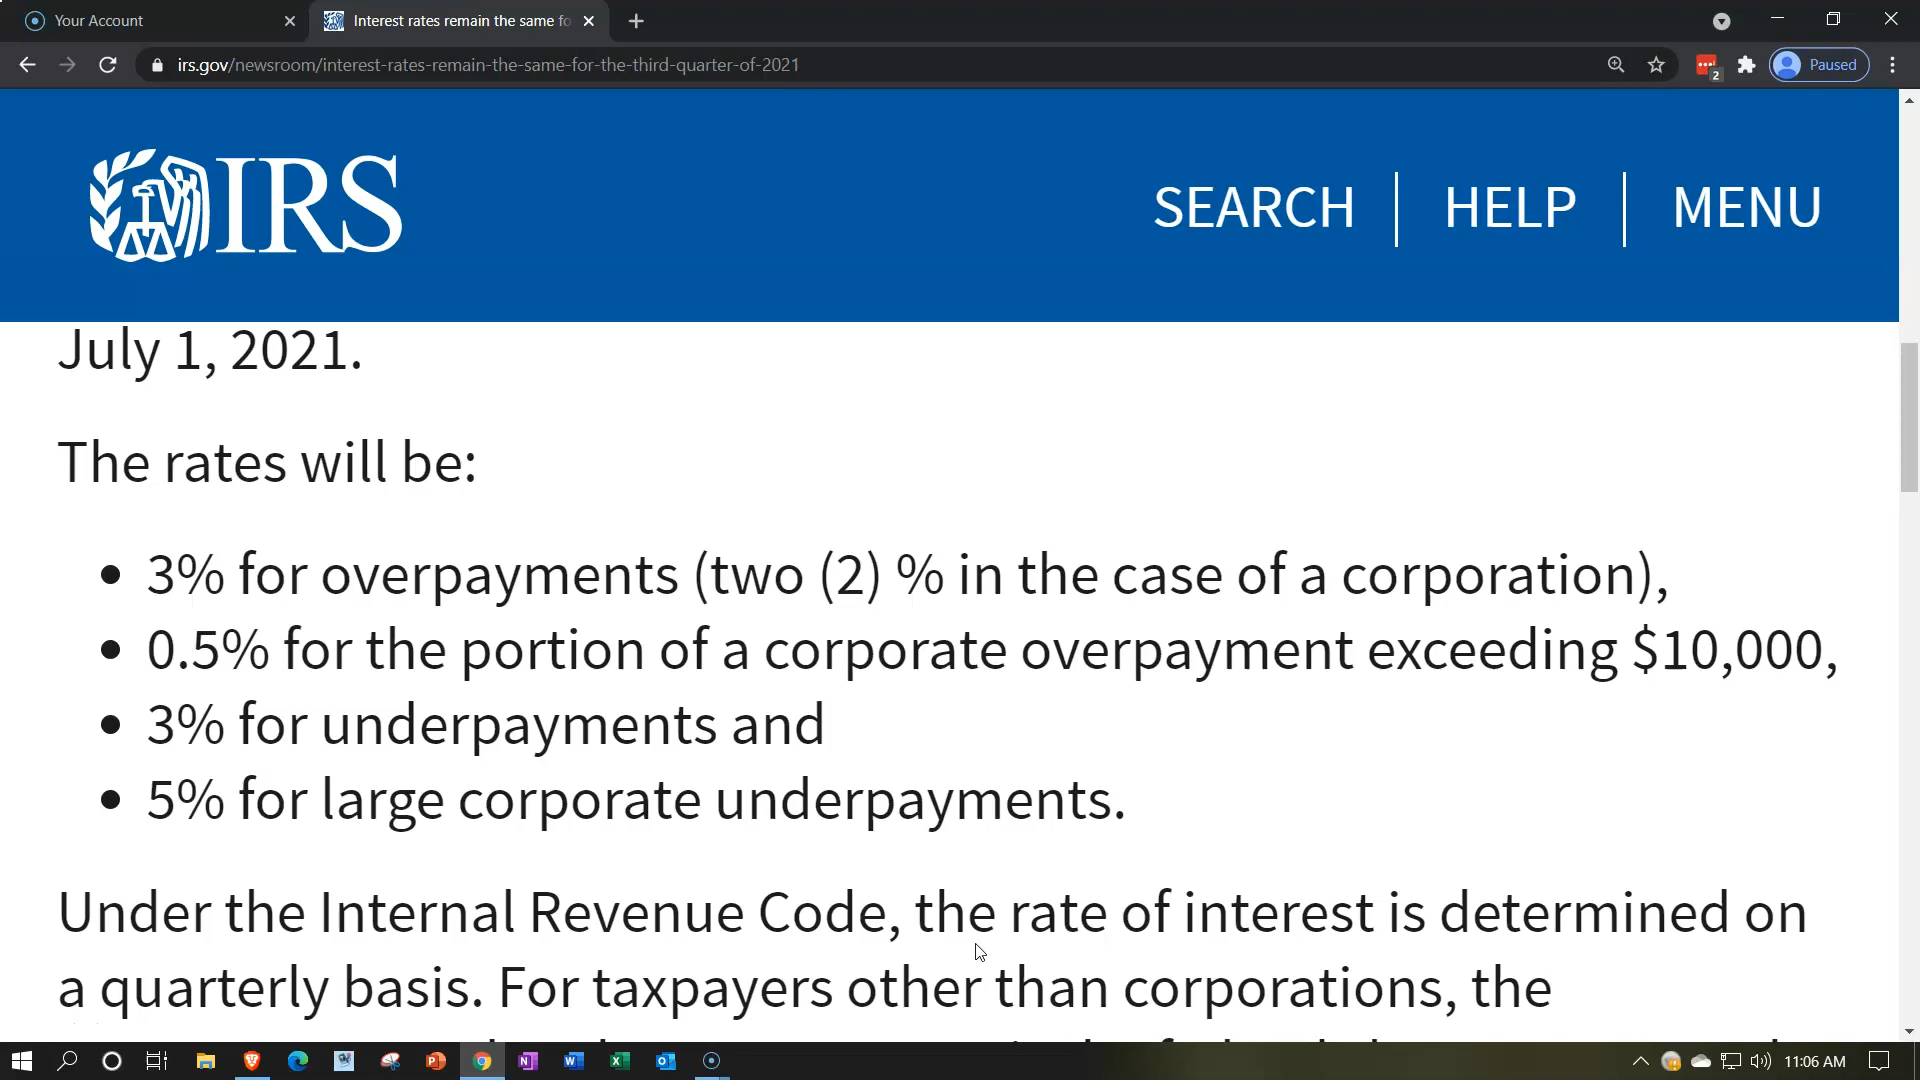 Your Account
Interest rates remain the same fo
irs.gov/newsroom/interest-rates-remain-the-same-for-the-third-quarter-of-2021
2
Paused
IRS
SEARCH
HELP
MENU
July 1, 2021.
The rates will be:
• 3% for overpayments (two (2) % in the case of a corporation),
• 0.5% for the portion of a corporate overpayment exceeding $10,000,
• 3% for underpayments and
• 5% for large corporate underpayments.
Under the Internal Revenue Code, the rate of interest is determined on
a quarterly basis. For taxpayers other than corporations, the
11:06 AM